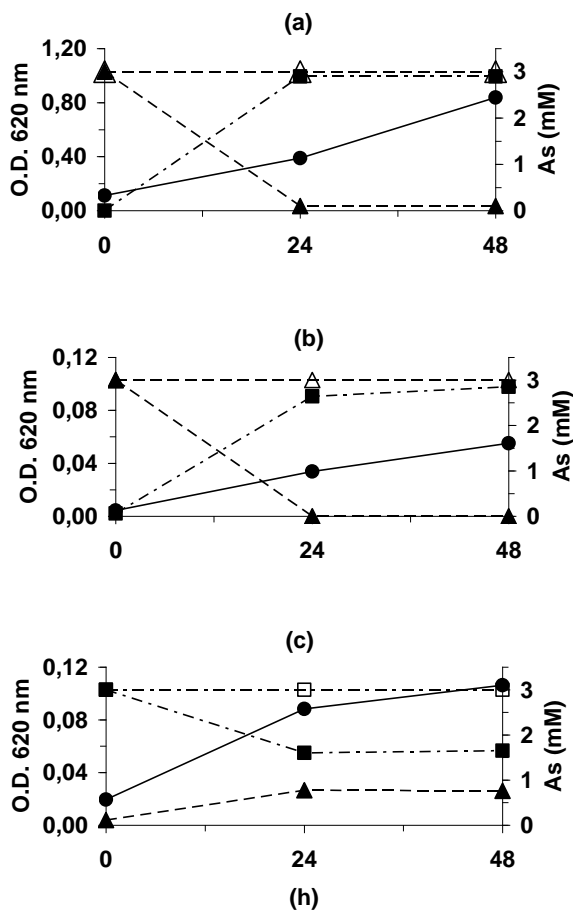 (a)
1,20
0,80
0,40
0,00
O.D. 620 nm
3
2
1
0
As (mM)
0 24 48
(b)
0,12
0,08
0,04
0,00
O.D. 620 nm
3
2
1
0
As (mM)
0 24 48
(c)
0,12
0,08
0,04
0,00
O.D. 620 nm
3
2
1
0
As (mM)
0 24 48
(h)